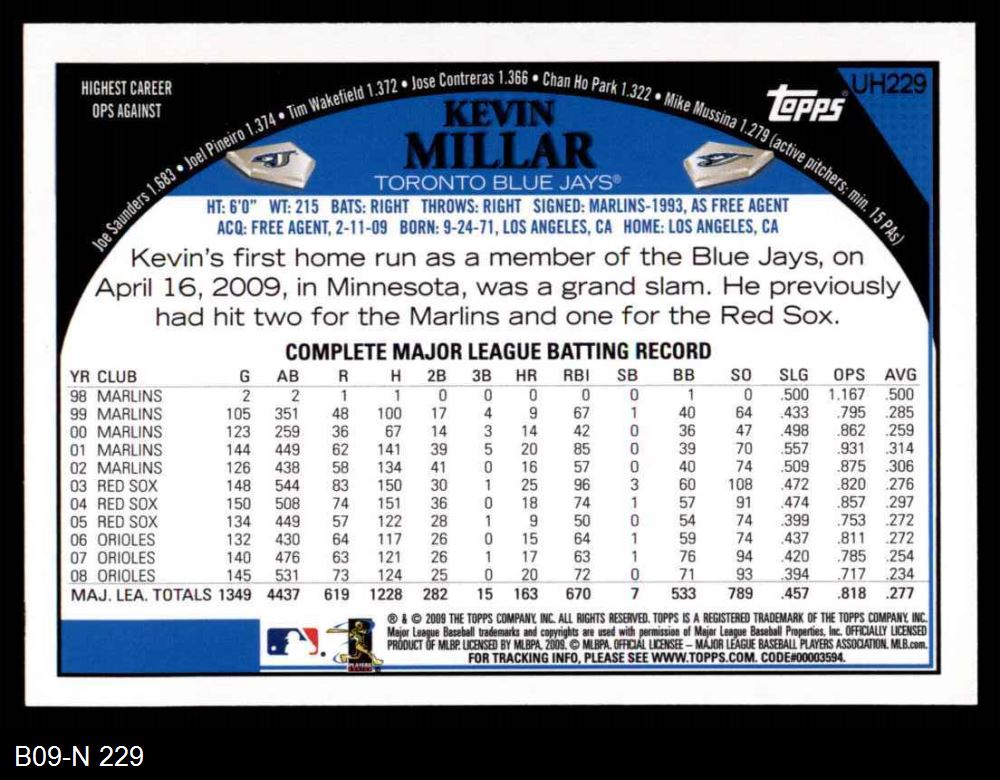 HIGHEST CAREER
OPS AGAINST
Joe Saunders 1.683 • Joel Pineiro 1.374 • Tim Wakefield 1.372 • Jose Contreras 1.366 • Chan Ho Park 1.322 • Mike Mussina 1.279 (active pitchers; min. 15 PAs)
topps®
UH229
KEVIN
MILLAR
TORONTO BLUE JAYS®
HT: 6'0" WT: 215 BATS: RIGHT THROWS: RIGHT SIGNED: MARLINS-1993, AS FREE AGENT
ACQ: FREE AGENT, 2-11-09 BORN: 9-24-71, LOS ANGELES, CA HOME: LOS ANGELES, CA
Kevin's first home run as a member of the Blue Jays, on
April 16, 2009, in Minnesota, was a grand slam. He previously
had hit two for the Marlins and one for the Red Sox.
COMPLETE MAJOR LEAGUE BATTING RECORD
YR CLUB G AB R H 2B 3B HR RBI SB BB SO SLG OPS AVG
98 MARLINS 2 2 1 1 0 0 0 0 0 1 0 .500 1.167 .500
99 MARLINS 105 351 48 100 17 4 9 67 1 40 64 .433 .795 .285
00 MARLINS 123 259 36 67 14 3 14 42 0 36 47 .498 .862 .259
01 MARLINS 144 449 62 141 39 5 20 85 0 39 70 .557 .931 .314
02 MARLINS 126 438 58 134 41 0 16 57 0 40 74 .509 .875 .306
03 RED SOX 148 544 83 150 30 1 25 96 3 60 108 .472 .820 .276
04 RED SOX 150 508 74 151 36 0 18 74 1 57 91 .474 .857 .297
05 RED SOX 134 449 57 122 28 1 9 50 0 54 74 .399 .753 .272
06 ORIOLES 132 430 64 117 26 0 15 64 1 59 74 .437 .811 .272
07 ORIOLES 140 476 63 121 26 1 17 63 1 76 94 .420 .785 .254
08 ORIOLES 145 531 73 124 25 0 20 72 0 71 93 .394 .717 .234
MAJ. LEA. TOTALS 1349 4437 619 1228 282 15 163 670 7 533 789 .457 .818 .277
® & © 2009 THE TOPPS COMPANY, INC. ALL RIGHTS RESERVED. TOPPS IS A REGISTERED TRADEMARK OF THE TOPPS COMPANY, INC.
Major League Baseball trademarks and copyrights are used with permission of Major League Baseball Properties, Inc. OFFICIALLY LICENSED
PRODUCT OF MLBP. LICENSED BY MLBPA, 2009. © MLBPA. OFFICIAL LICENSEE – MAJOR LEAGUE BASEBALL PLAYERS ASSOCIATION. MLB.com.
FOR TRACKING INFO, PLEASE SEE WWW.TOPPS.COM. CODE#00003594.
PLAYERS
B09-N 229